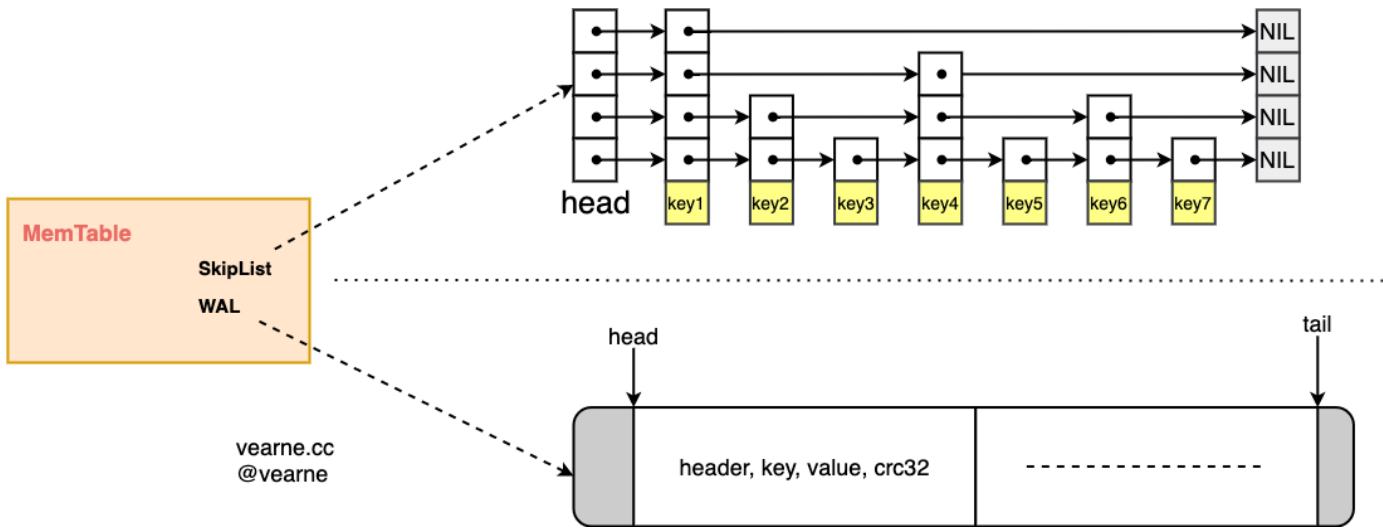 NIL
NIL
NIL
NIL
head
key1 key2 key3 key4 key5 key6 key7
MemTable
SkipList
WAL
head
tail
header, key, value, crc32
vearne.cc
@vearne